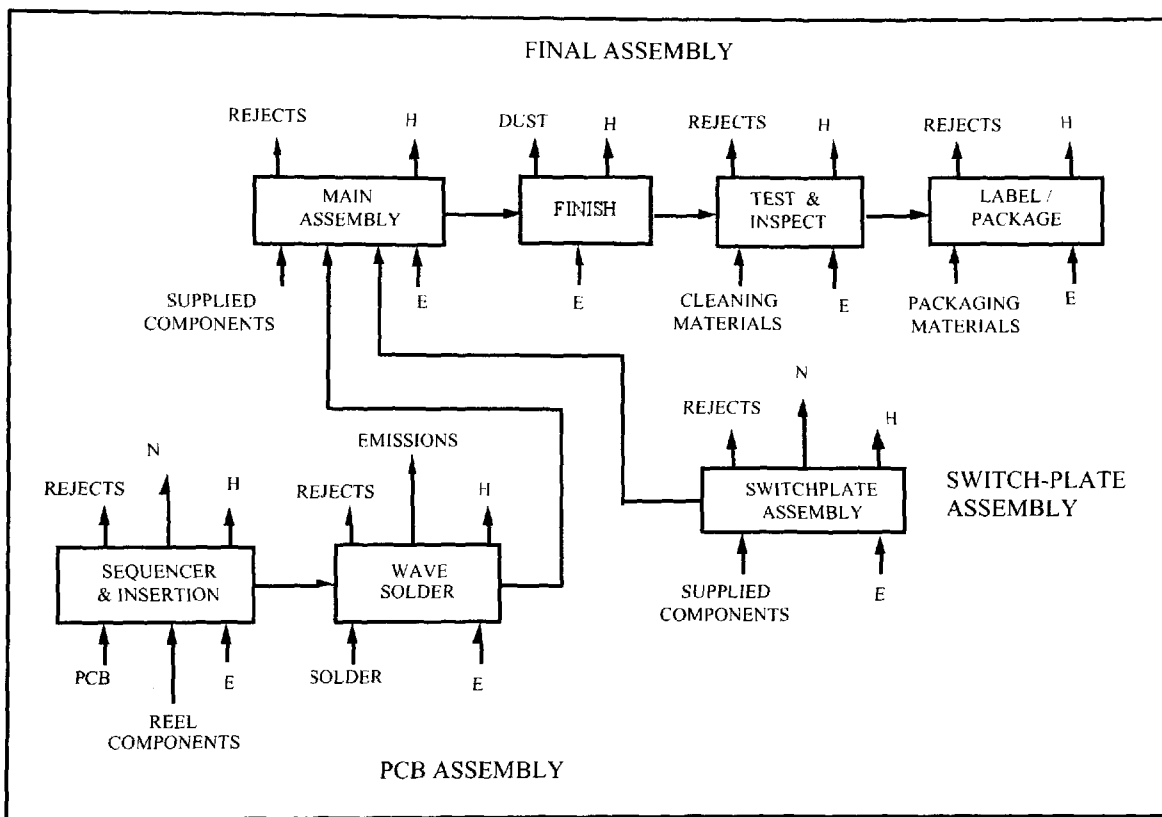 FINAL ASSEMBLY
REJECTS
H
DUST
H
REJECTS
H
REJECTS
H
MAIN
ASSEMBLY
FINISH
TEST &
INSPECT
LABEL /
PACKAGE
SUPPLIED
COMPONENTS
E
E
CLEANING
MATERIALS
E
PACKAGING
MATERIALS
E
REJECTS
N
H
SWITCHPLATE
ASSEMBLY
SWITCH-PLATE
ASSEMBLY
SUPPLIED
COMPONENTS
E
REJECTS
N
H
REJECTS
EMISSIONS
H
SEQUENCER
& INSERTION
WAVE
SOLDER
PCB
REEL
COMPONENTS
E
SOLDER
E
PCB ASSEMBLY